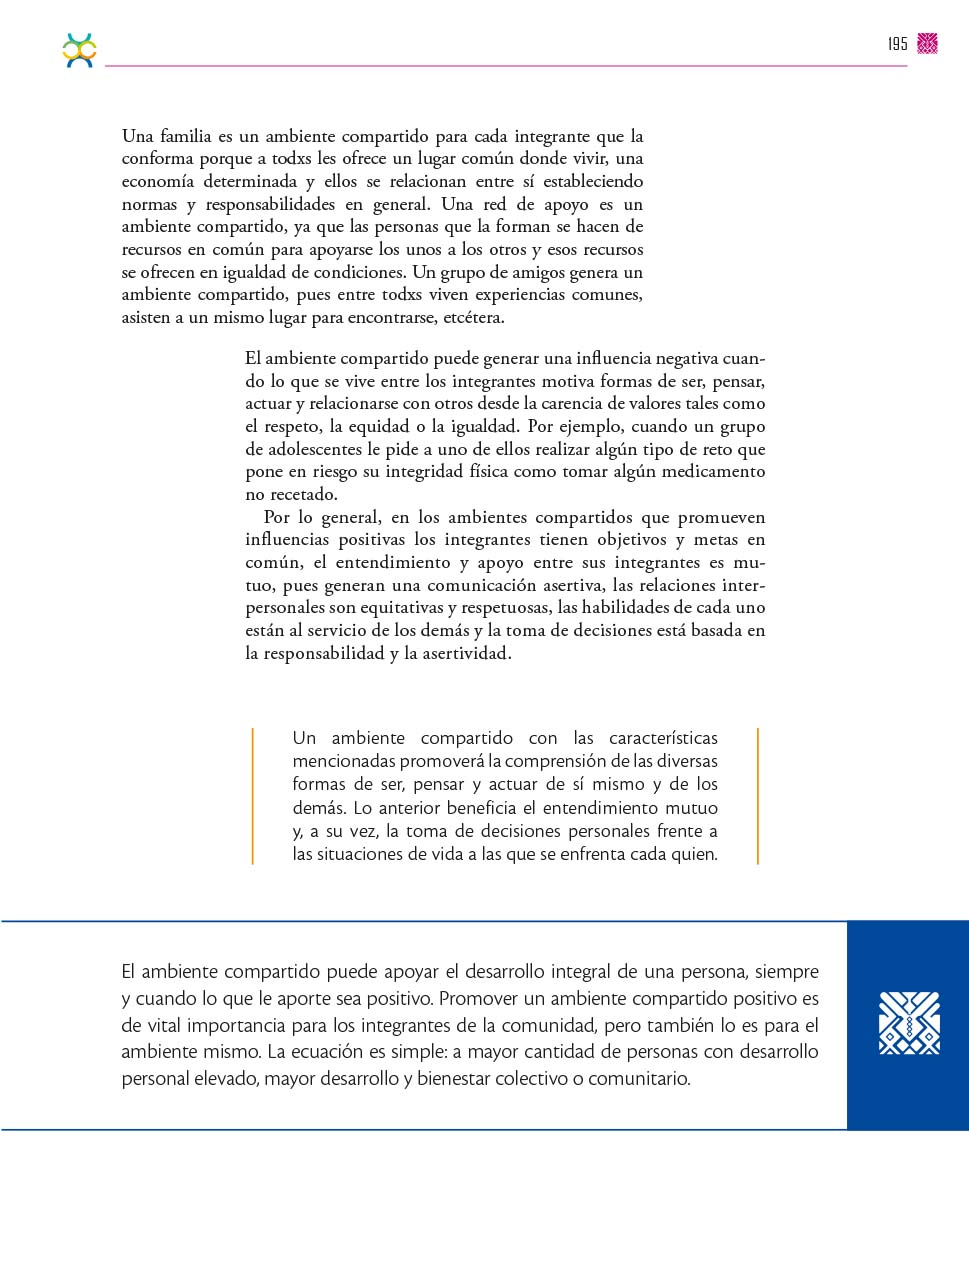 195
Una familia es un ambiente compartido para cada integrante que la
conforma porque a todxs les ofrece un lugar común donde vivir, una
economía determinada y ellos se relacionan entre sí estableciendo
normas y responsabilidades en general. Una red de apoyo es un
ambiente compartido, ya que las personas que la forman se hacen de
recursos en común para apoyarse los unos a los otros y esos recursos
se ofrecen en igualdad de condiciones. Un grupo de amigos genera un
ambiente compartido, pues entre todxs viven experiencias comunes,
asisten a un mismo lugar para encontrarse, etcétera.
El ambiente compartido puede generar una influencia negativa cuan-
do lo que se vive entre los integrantes motiva formas de ser, pensar,
actuar y relacionarse con otros desde la carencia de valores tales como
el respeto, la equidad o la igualdad. Por ejemplo, cuando un grupo
de adolescentes le pide a uno de ellos realizar algún tipo de reto que
pone en riesgo su integridad física como tomar algún medicamento
no recetado.
Por lo general, en los ambientes compartidos que promueven
influencias positivas los integrantes tienen objetivos y metas en
común, el entendimiento y apoyo entre sus integrantes es mu-
tuo, pues generan una comunicación asertiva, las relaciones inter-
personales son equitativas y respetuosas, las habilidades de cada uno
están al servicio de los demás y la toma de decisiones está basada en
la responsabilidad y la asertividad.
Un ambiente compartido con las características
mencionadas promoverá la comprensión de las diversas
formas de ser, pensar y actuar de sí mismo y de los
demás. Lo anterior beneficia el entendimiento mutuo
y, a su vez, la toma de decisiones personales frente a
las situaciones de vida a las que se enfrenta cada quien.
El ambiente compartido puede apoyar el desarrollo integral de una persona, siempre
y cuando lo que le aporte sea positivo. Promover un ambiente compartido positivo es
de vital importancia para los integrantes de la comunidad, pero también lo es para el
ambiente mismo. La ecuación es simple: a mayor cantidad de personas con desarrollo
personal elevado, mayor desarrollo y bienestar colectivo o comunitario.